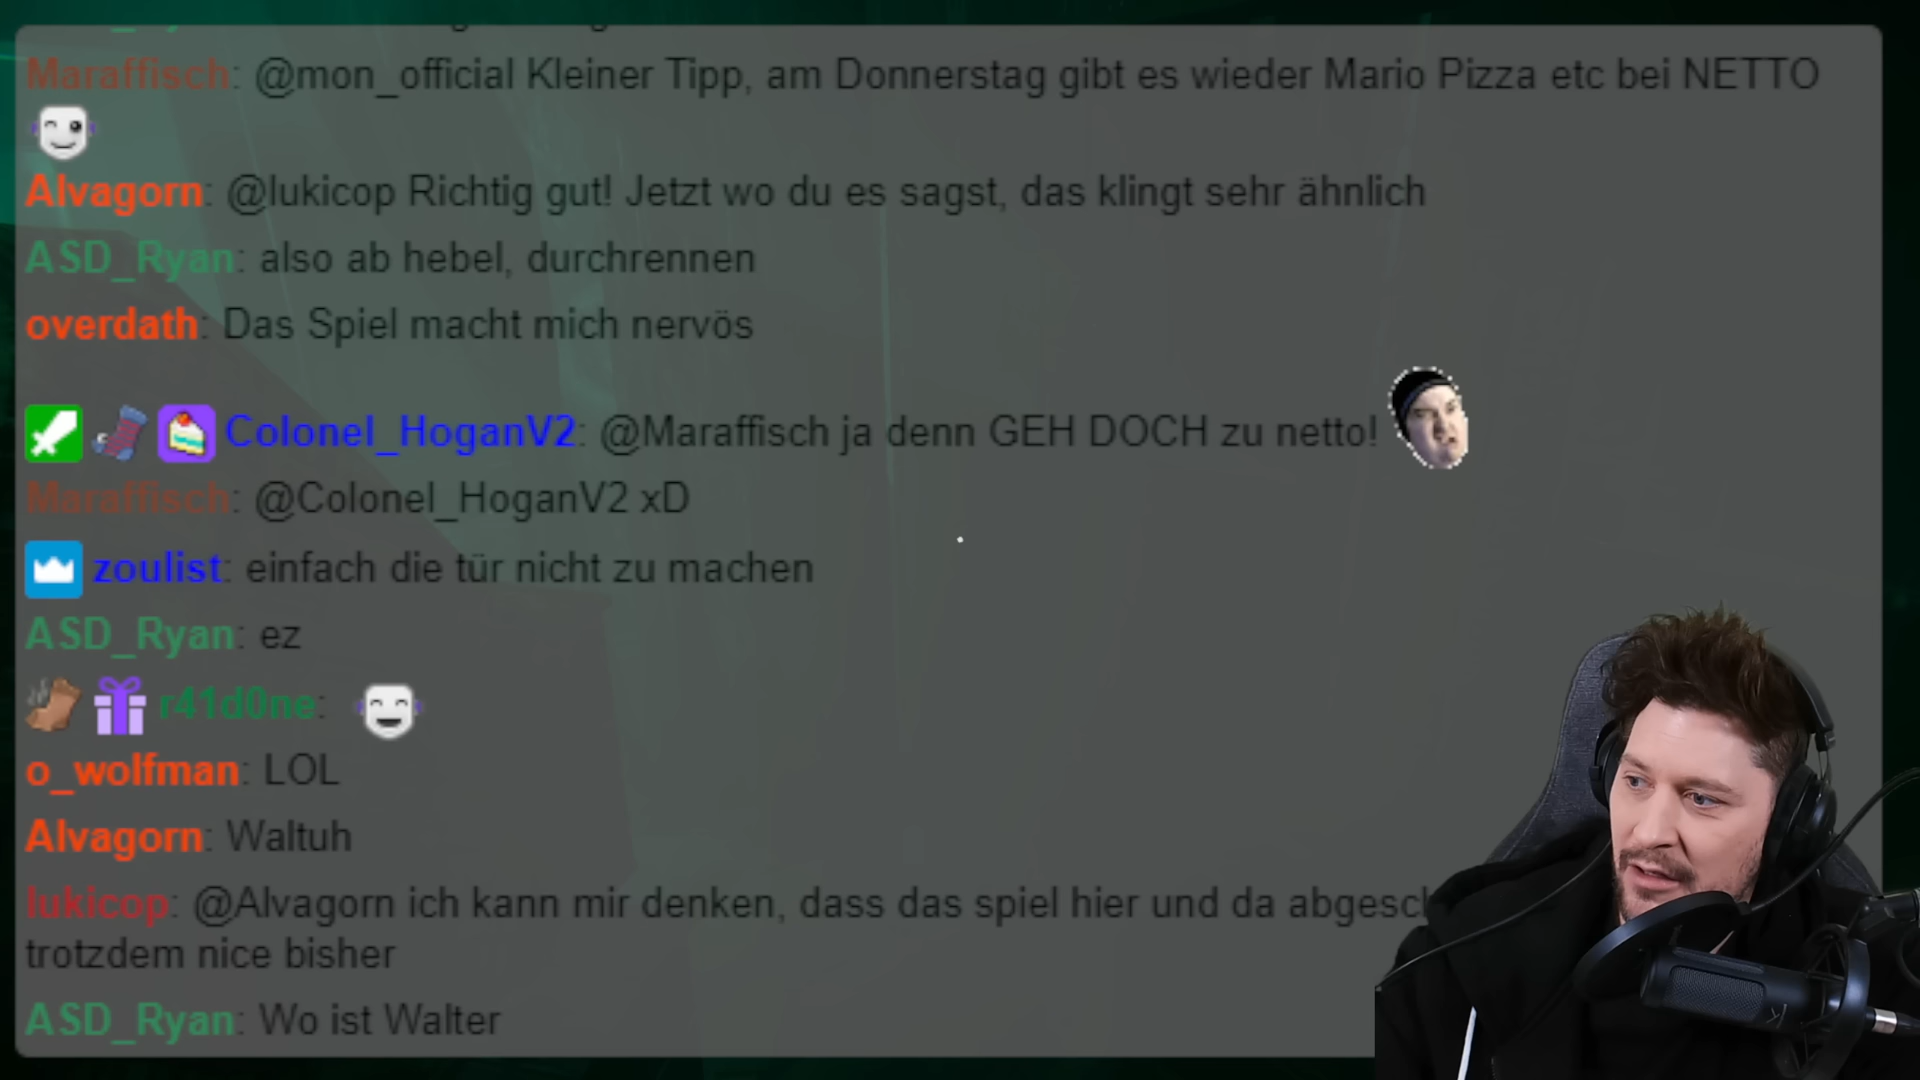 Maraffisch: @mon_official Kleiner Tipp, am Donnerstag gibt es wieder Mario Pizza etc bei NETTO
Alvagorn: @lukicop Richtig gut! Jetzt wo du es sagst, das klingt sehr ähnlich
ASD_Ryan: also ab hebel, durchrennen
overdath: Das Spiel macht mich nervös
Colonel_HoganV2: @Maraffisch ja denn GEH DOCH zu netto!
Maraffisch: @Colonel_HoganV2 xD
zoulist: einfach die tür nicht zu machen
ASD_Ryan: ez
r41d0ne:
o_wolfman: LOL
Alvagorn: Waltuh
lukicop: @Alvagorn ich kann mir denken, dass das spiel hier und da
trotzdem nice bisher
ASD_Ryan: Wo ist Walter